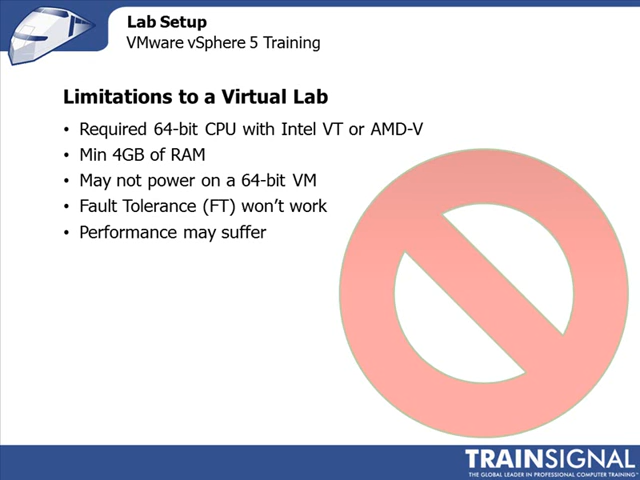 Lab Setup
VMware vSphere 5 Training
Limitations to a Virtual Lab
• Required 64-bit CPU with Intel VT or AMD-V
• Min 4GB of RAM
• May not power on a 64-bit VM
• Fault Tolerance (FT) won’t work
• Performance may suffer
TRAINSIGNAL
THE GLOBAL LEADER IN PROFESSIONAL COMPUTER TRAINING™